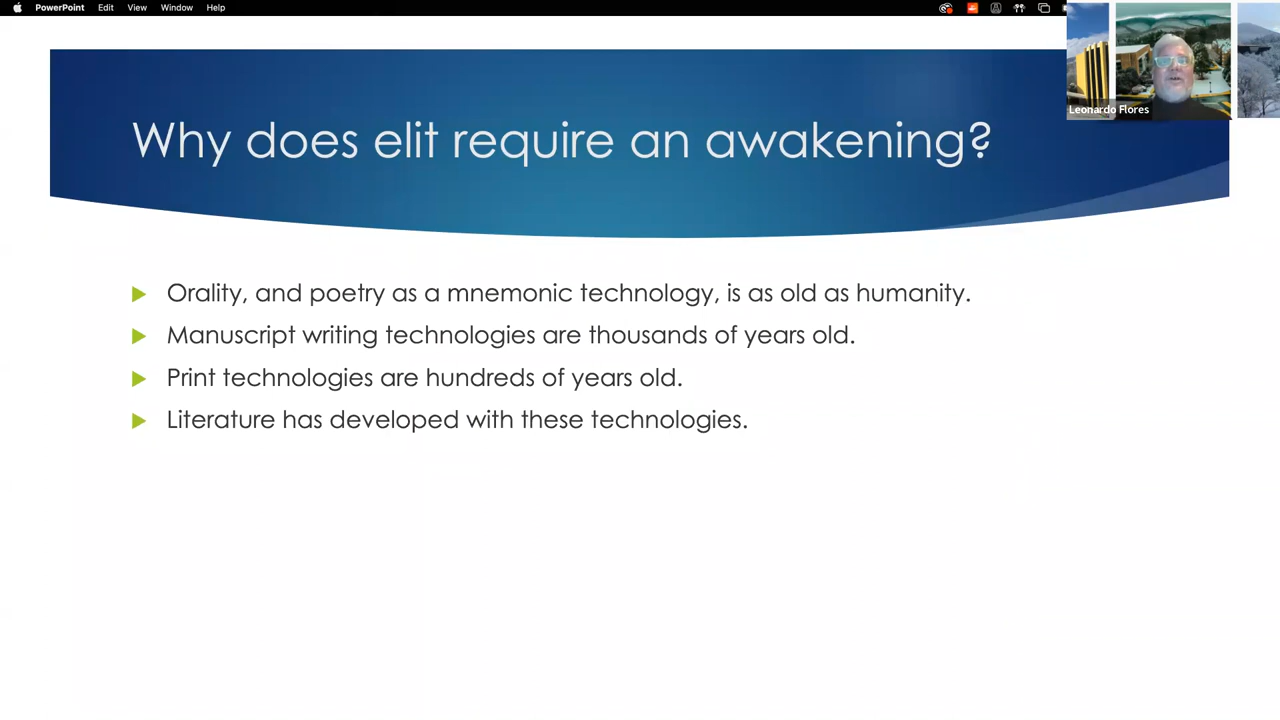 PowerPoint Edit View Window Help
Leonardo Flores
Why does elit require an awakening?
Orality, and poetry as a mnemonic technology, is as old as humanity.
Manuscript writing technologies are thousands of years old.
Print technologies are hundreds of years old.
Literature has developed with these technologies.